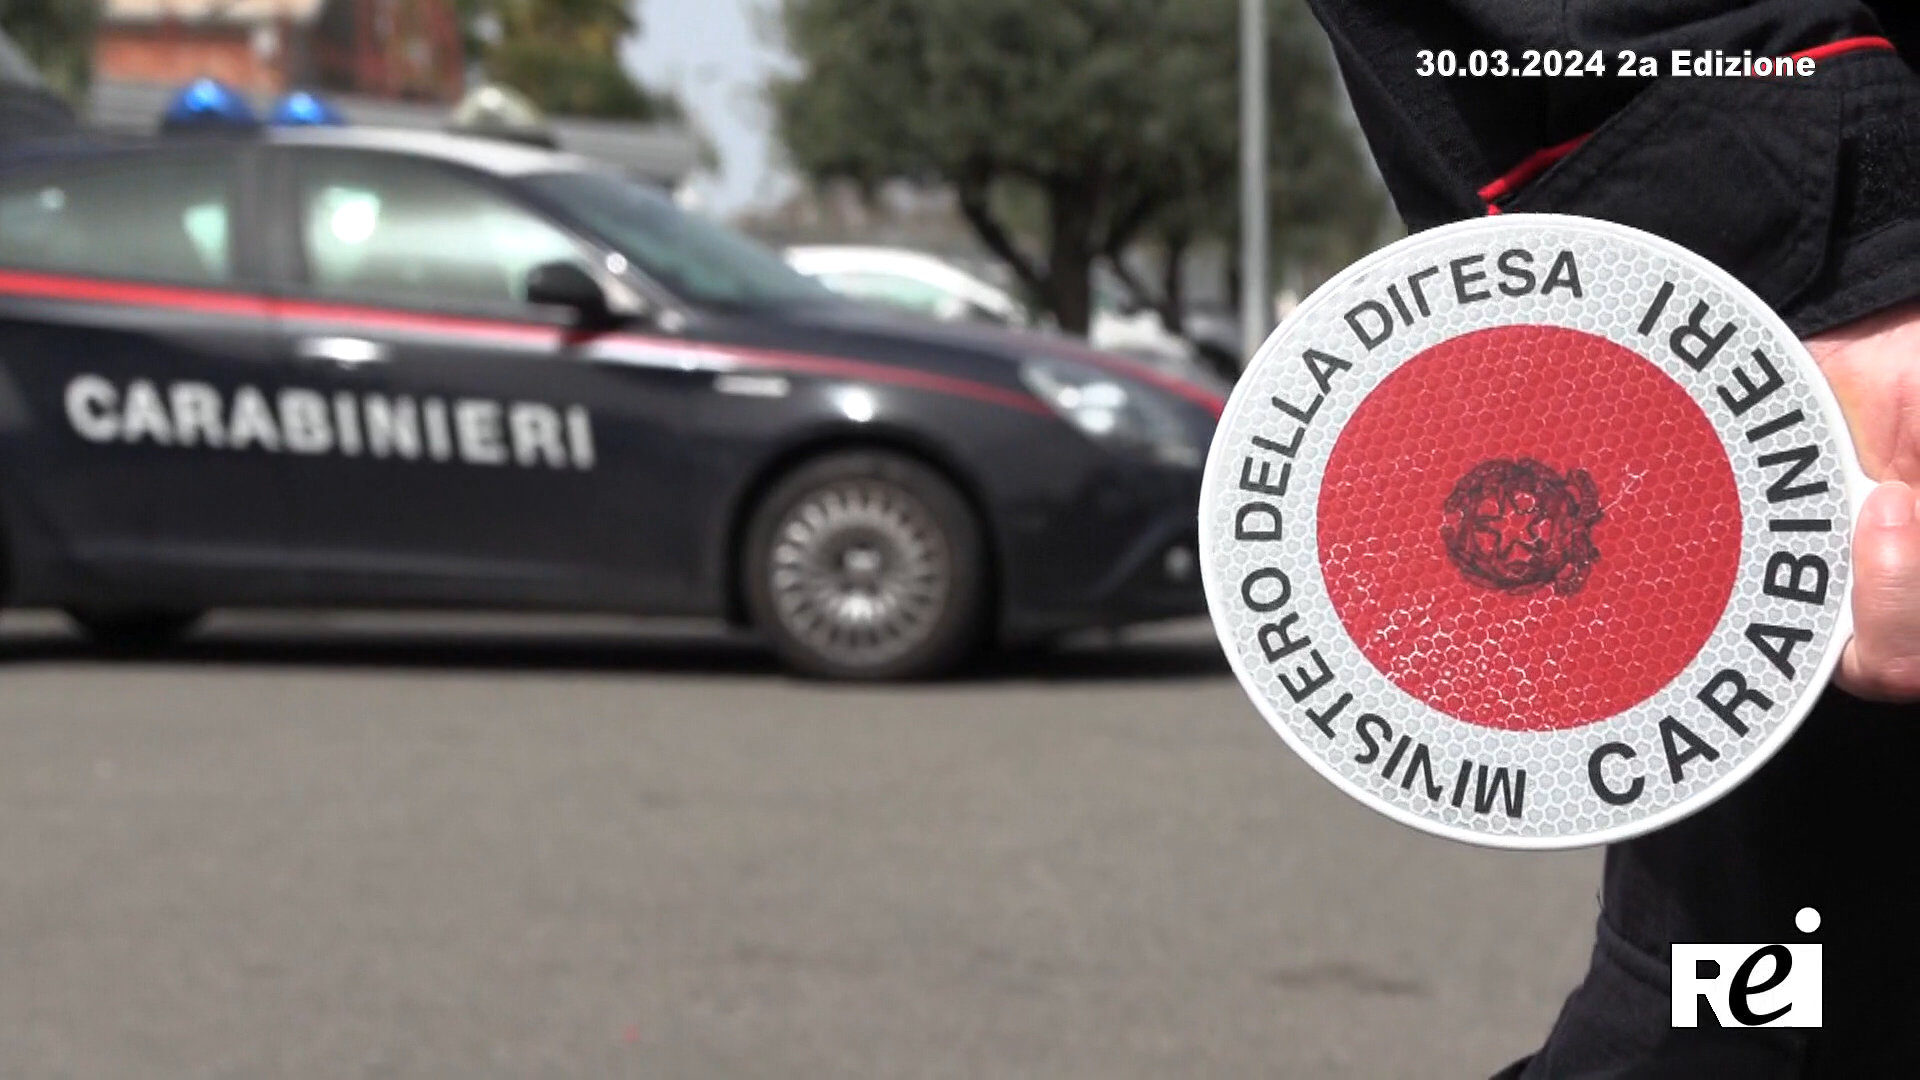 30.03.2024 2a Edizione
CARABINIERI
MINISTERO DELLA DIFESA
CARABINIERI
Rei